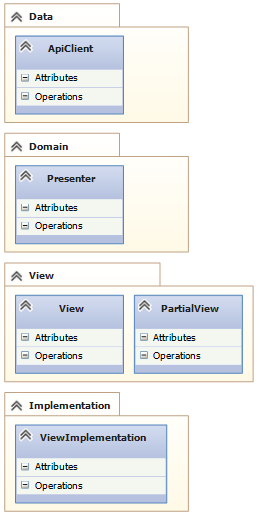 Data
ApiClient
Attributes
Operations
Domain
Presenter
Attributes
Operations
View
View
Attributes
Operations
PartialView
Attributes
Operations
Implementation
ViewImplementation
Attributes
Operations